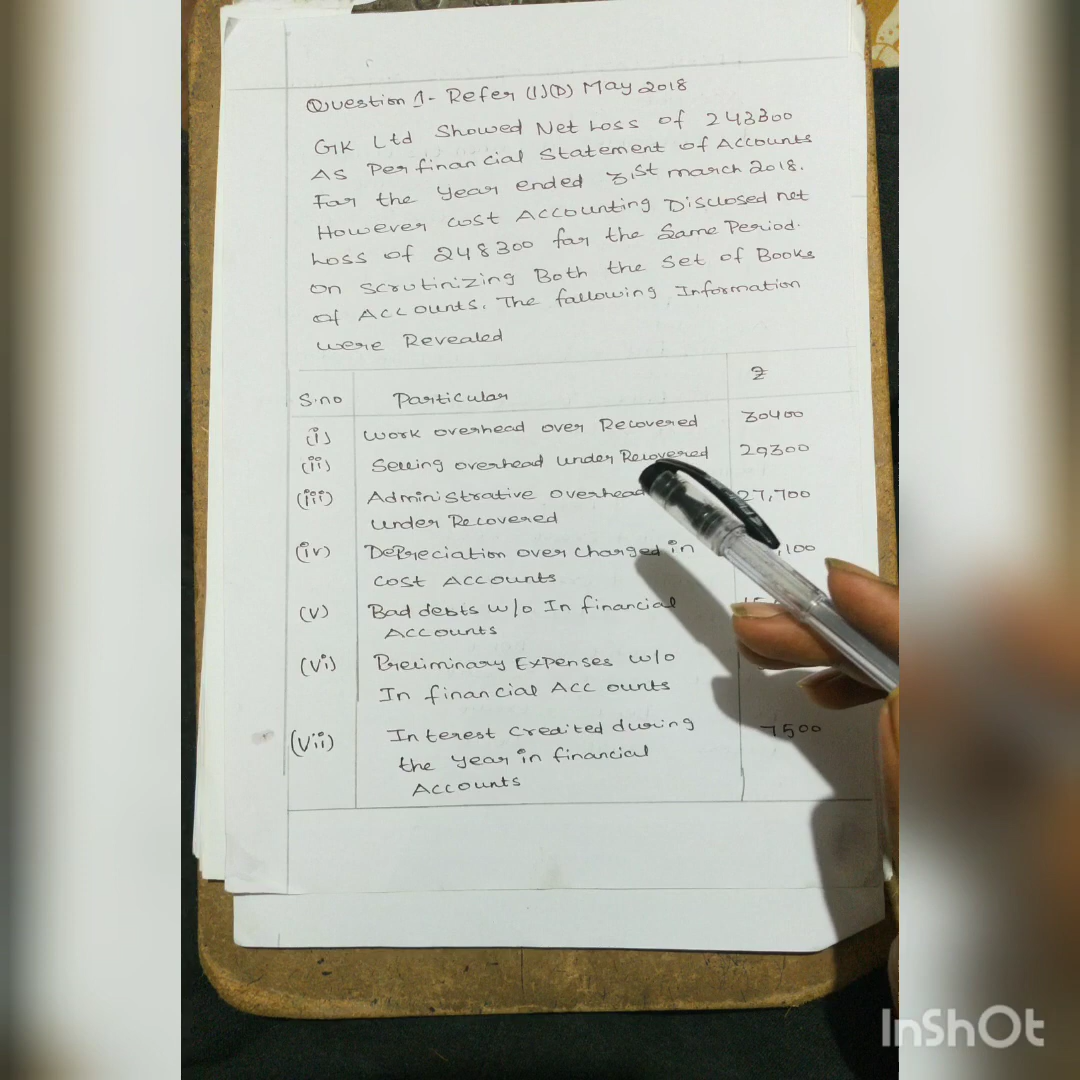 Question 1- Refer (1)(D) May 2018
GK Ltd Showed Net Loss of 243300
As Per financial Statement of Accounts
For the Year ended 31st march 2018.
However cost Accounting Disclosed net
Loss of 248300 for the Same Period.
on scrutinizing Both the set of Books
of Accounts. The following Information
were Revealed
S.no Particular ₹
(i) Work overhead over Recovered 30400
(ii) Selling overhead under Recovered 29300
(iii) Administrative overhead 27,700
under Recovered
(iv) Depreciation over charged in ,100
cost Accounts
(v) Bad debts w/o In financial
Accounts
(vi) Preliminary Expenses w/o
In financial Accounts
(vii) Interest credited during 7500
the year in financial
Accounts
InShOt